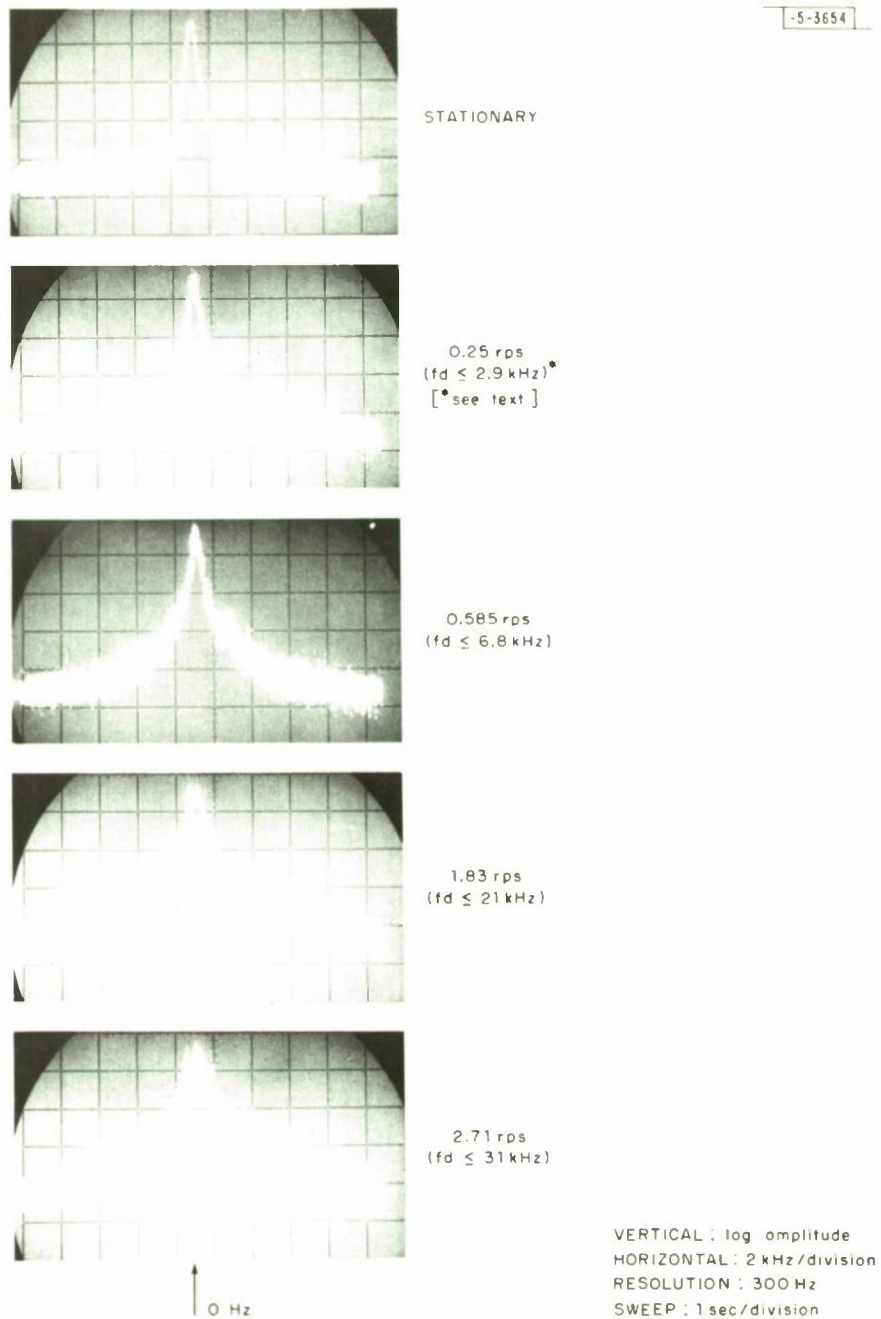 -5-3654
STATIONARY
0.25 rps
(fd ≤ 2.9 kHz)*
[*see text]
0.585 rps
(fd ≤ 6.8 kHz)
1.83 rps
(fd ≤ 21 kHz)
2.71 rps
(fd ≤ 31 kHz)
0 Hz
VERTICAL : log amplitude
HORIZONTAL : 2 kHz/division
RESOLUTION : 300 Hz
SWEEP : 1 sec/division